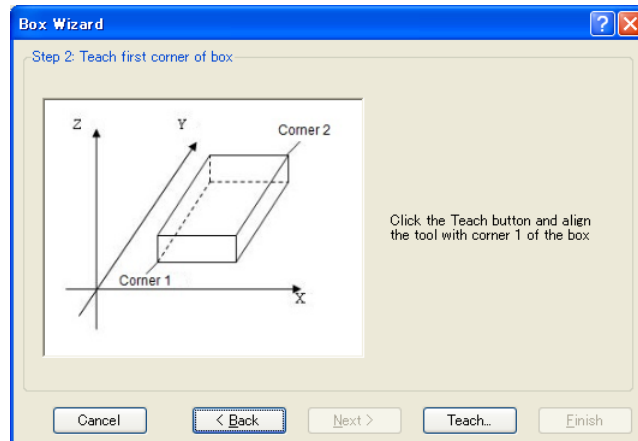 Box Wizard
Step 2: Teach first corner of box
Z
Y
Corner 2
Click the Teach button and align
the tool with corner 1 of the box
Corner 1
X
Cancel
< Back
Next >
Teach...
Finish